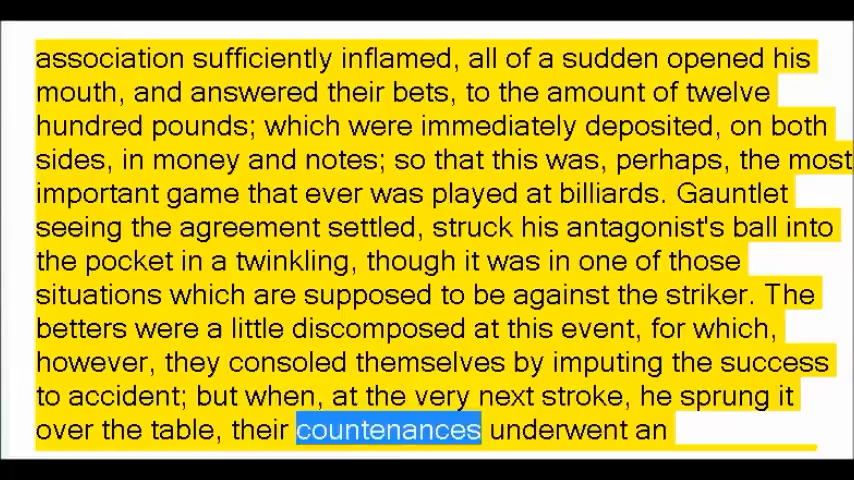 association sufficiently inflamed, all of a sudden opened his
mouth, and answered their bets, to the amount of twelve
hundred pounds; which were immediately deposited, on both
sides, in money and notes; so that this was, perhaps, the most
important game that ever was played at billiards. Gauntlet
seeing the agreement settled, struck his antagonist's ball into
the pocket in a twinkling, though it was in one of those
situations which are supposed to be against the striker. The
betters were a little discomposed at this event, for which,
however, they consoled themselves by imputing the success
to accident; but when, at the very next stroke, he sprung it
over the table, their countenances underwent an